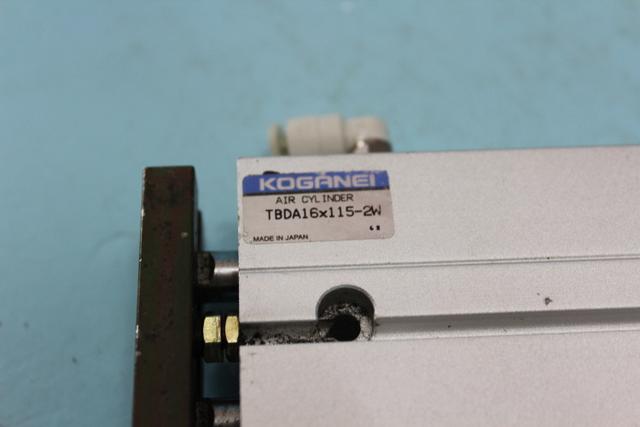 KOGANEI
AIR CYLINDER
TBDA16x115-2W
MADE IN JAPAN